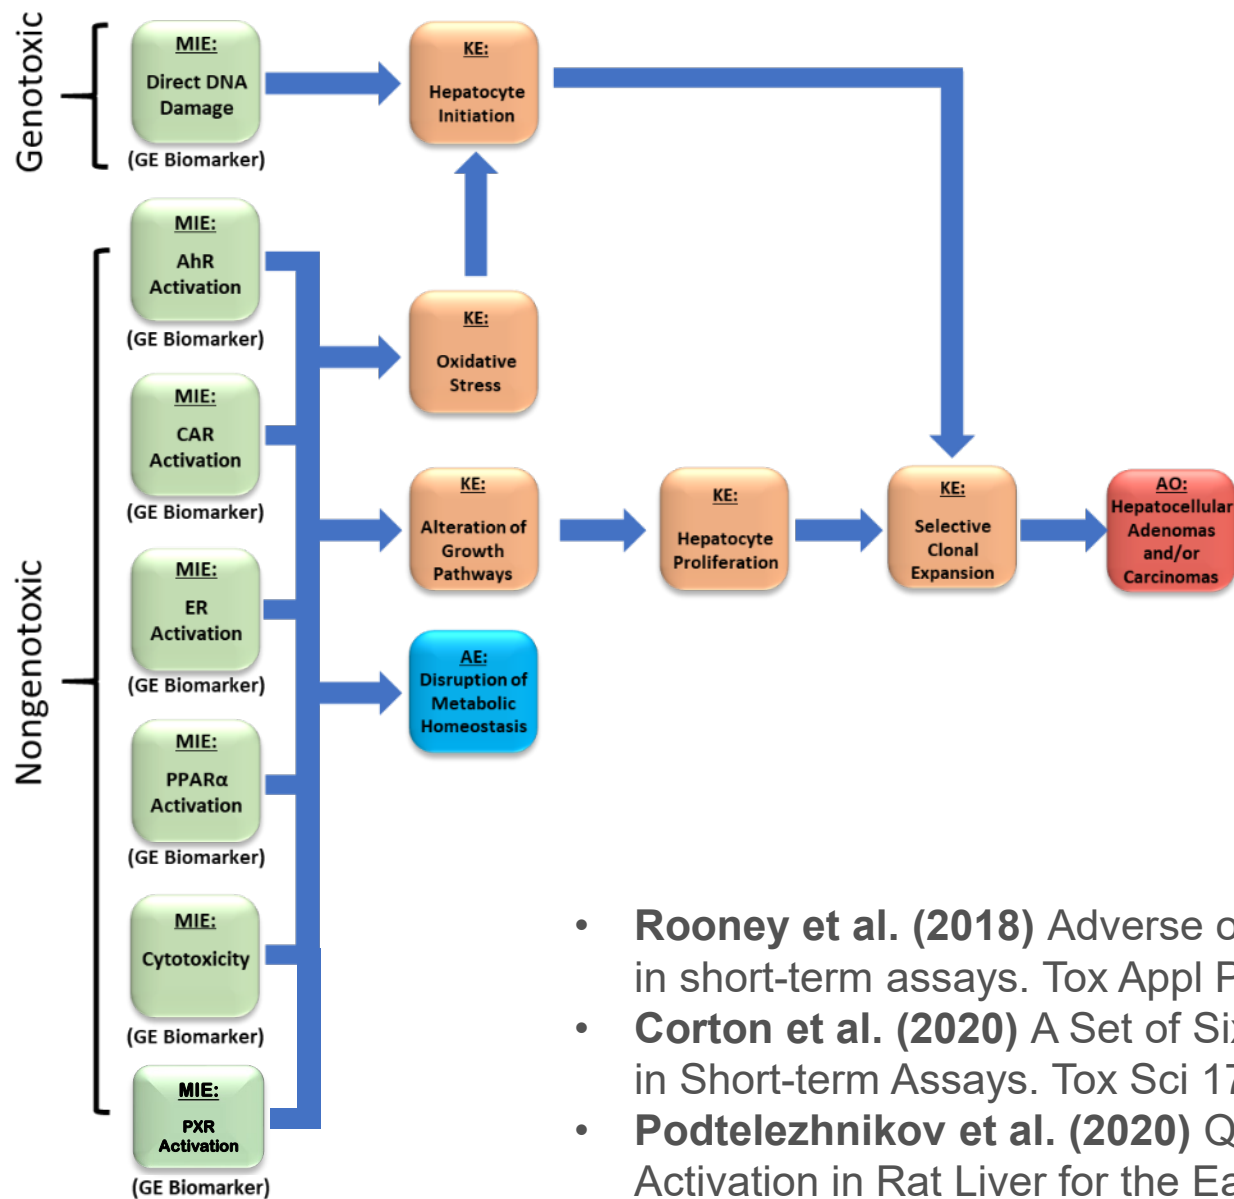 Genotoxic
MIE:
Direct DNA
Damage
(GE Biomarker)
KE:
Hepatocyte
Initiation
Nongenotoxic
MIE:
AhR
Activation
(GE Biomarker)
KE:
Oxidative
Stress
MIE:
CAR
Activation
(GE Biomarker)
KE:
Alteration of
Growth
Pathways
KE:
Hepatocyte
Proliferation
KE:
Selective
Clonal
Expansion
AO:
Hepatocellular
Adenomas
and/or
Carcinomas
MIE:
ER
Activation
(GE Biomarker)
AE:
Disruption of
Metabolic
Homeostasis
MIE:
PPARα
Activation
(GE Biomarker)
MIE:
Cytotoxicity
(GE Biomarker)
MIE:
PXR
Activation
(GE Biomarker)
• Rooney et al. (2018) Adverse o
in short-term assays. Tox Appl P
• Corton et al. (2020) A Set of Six
in Short-term Assays. Tox Sci 17
• Podtelezhnikov et al. (2020) Q
Activation in Rat Liver for the Ea